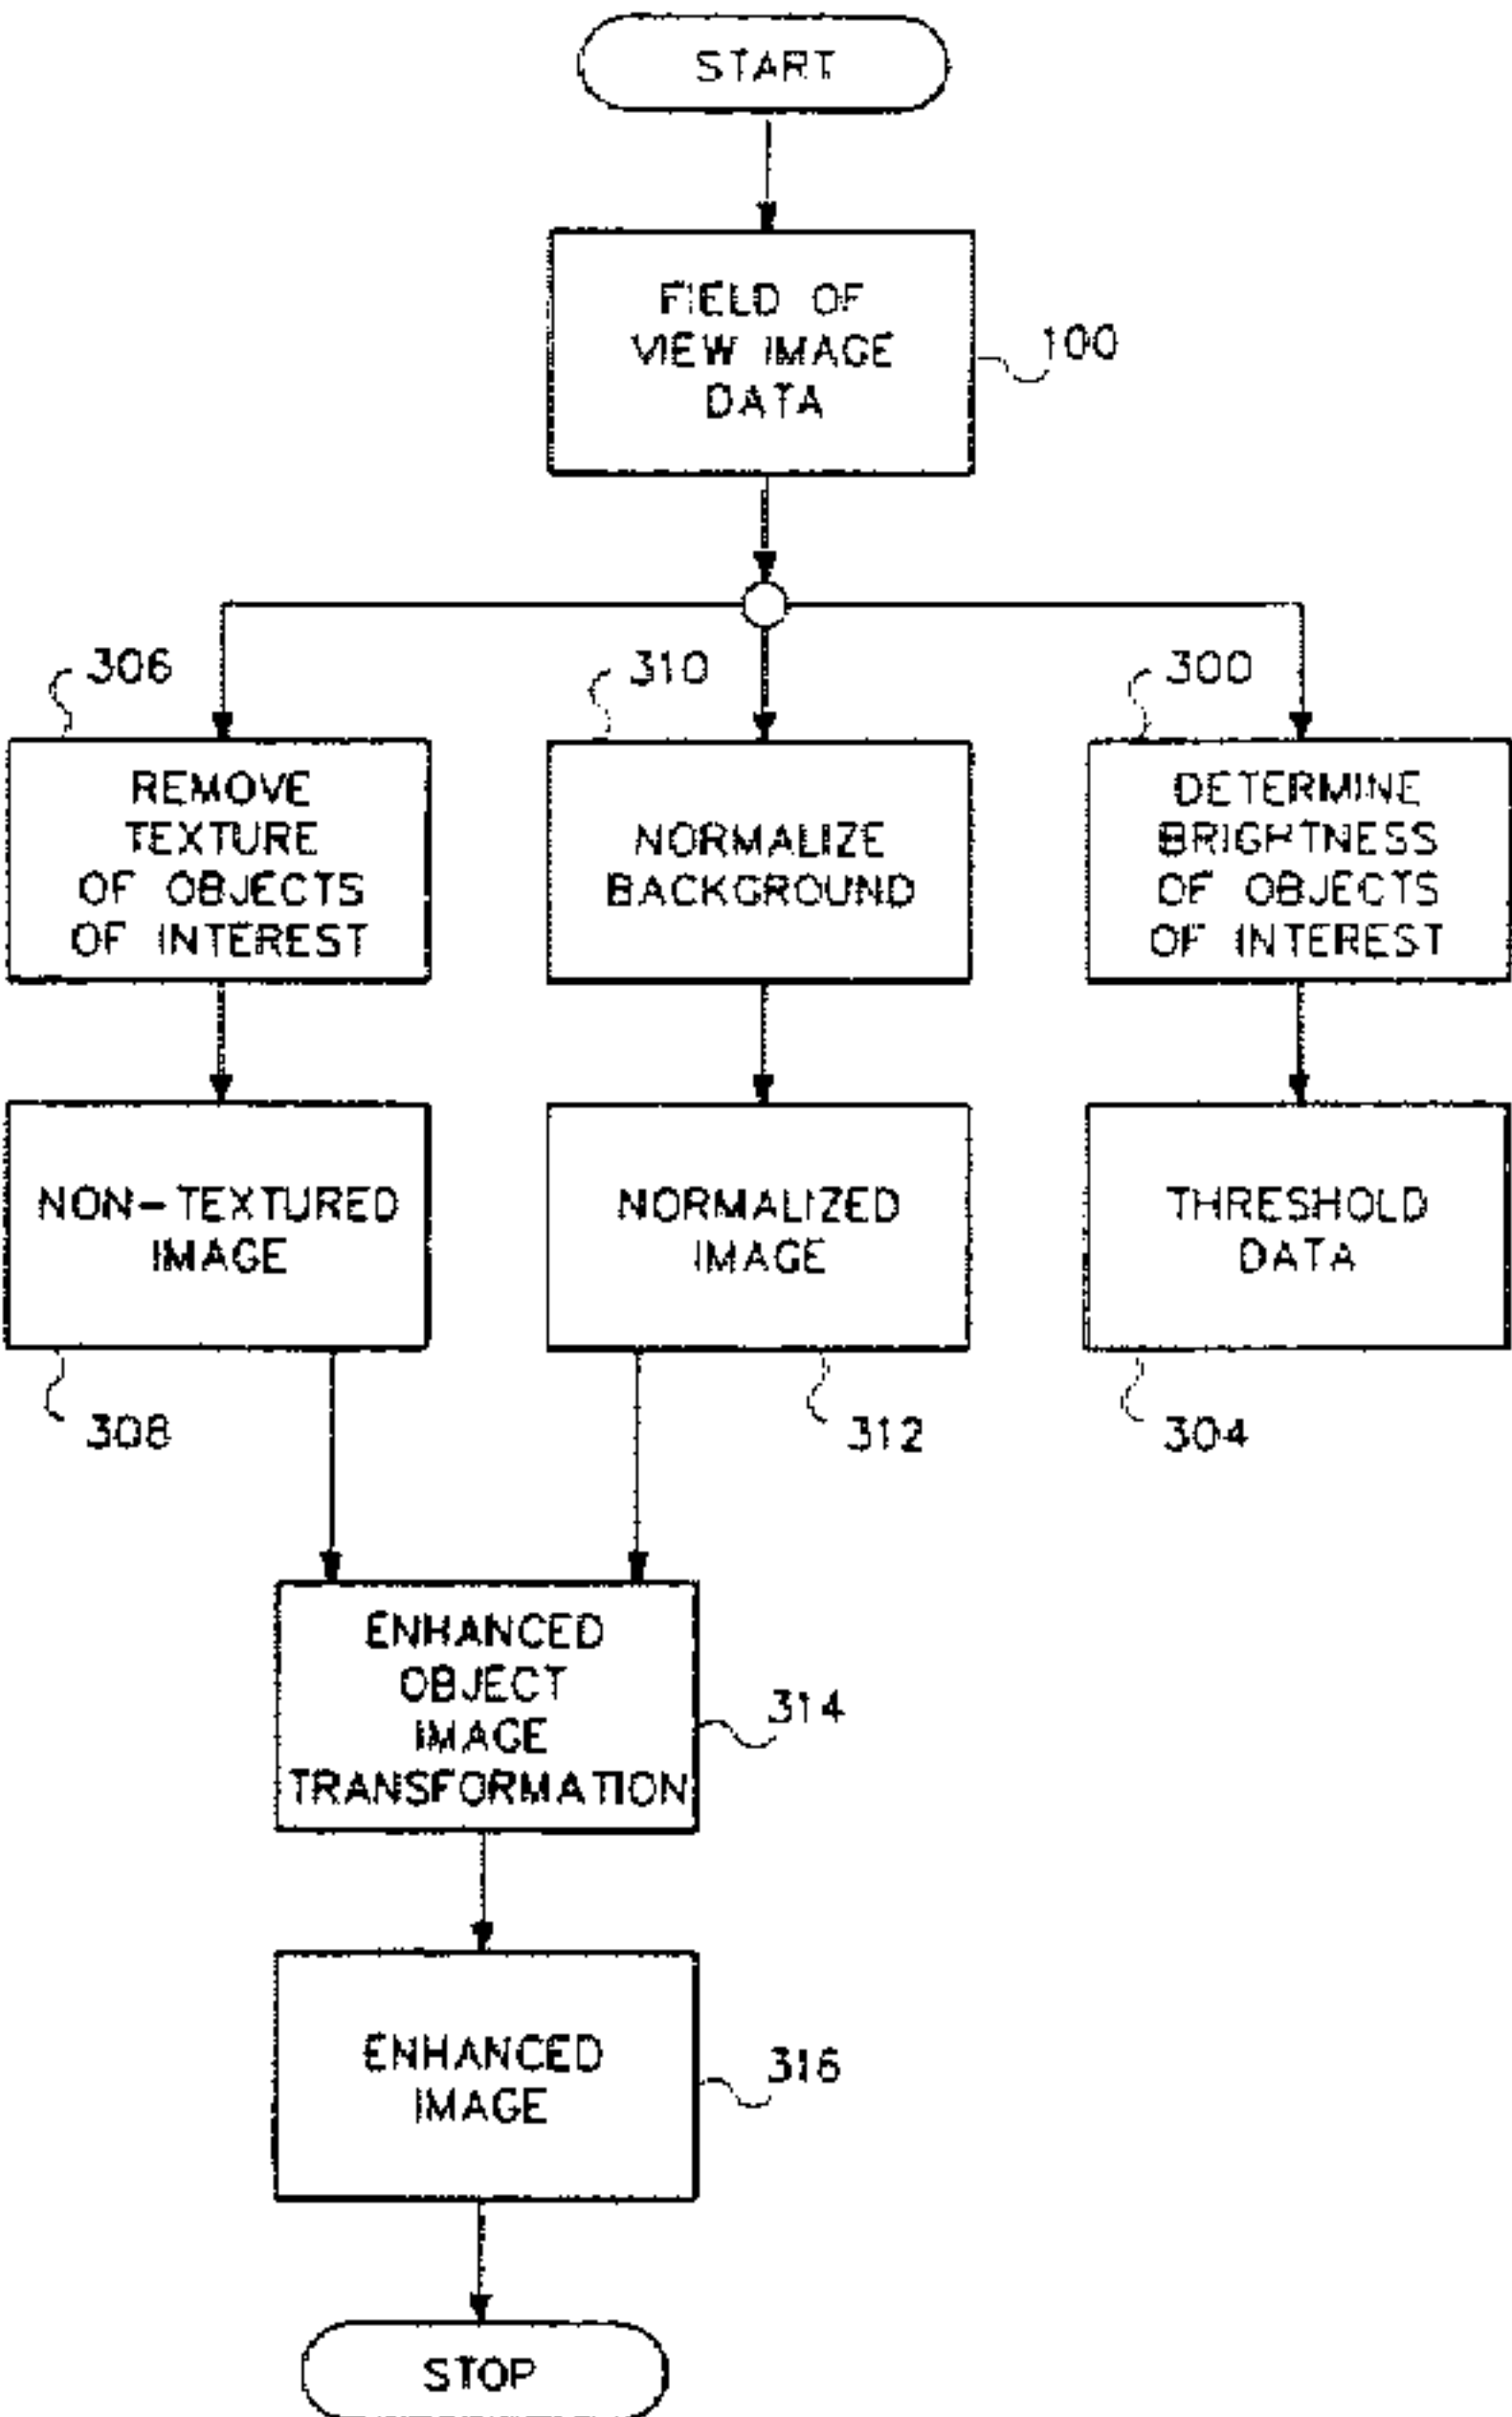 START
FIELD OF
VIEW IMAGE
DATA
100
306
310
300
REMOVE
TEXTURE
OF OBJECTS
OF INTEREST
NORMALIZE
BACKGROUND
DETERMINE
BRIGHTNESS
OF OBJECTS
OF INTEREST
NON-TEXTURED
IMAGE
NORMALIZED
IMAGE
THRESHOLD
DATA
308
312
304
ENHANCED
OBJECT
IMAGE
TRANSFORMATION
314
ENHANCED
IMAGE
316
STOP